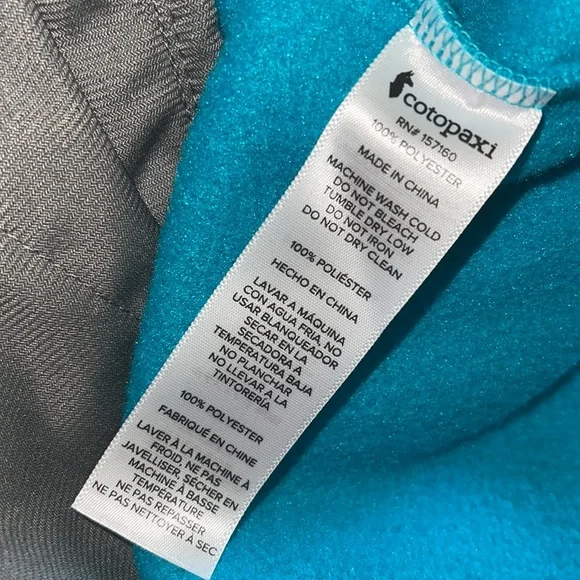 cotopaxi
RN# 157160
100% POLYESTER
MADE IN CHINA
MACHINE WASH COLD
DO NOT BLEACH
TUMBLE DRY LOW
DO NOT IRON
DO NOT DRY CLEAN
100% POLIÉSTER
HECHO EN CHINA
LAVAR A MÁQUINA
CON AGUA FRIA, NO
USAR BLANQUEADOR
SECAR EN LA
SECADORA A
TEMPERATURA BAJA
NO PLANCHAR
NO LLEVAR A LA
TINTORERÍA
100% POLYESTER
FABRIQUÉ EN CHINE
LAVER À LA MACHINE À
FROID NE PAS
JAVELLISER, SÉCHER EN
MACHINE À BASSE
TEMPÉRATURE
NE PAS REPASSER
NE PAS NETTOYER À SEC